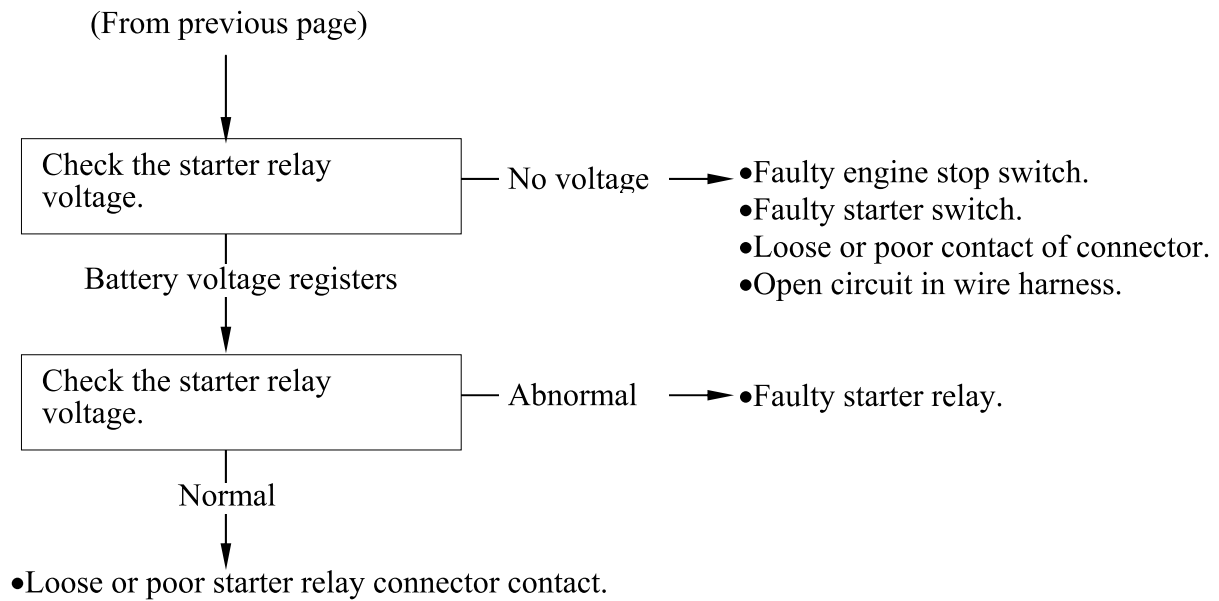 (From previous page)
Check the starter relay
voltage.
No voltage
•Faulty engine stop switch.
•Faulty starter switch.
•Loose or poor contact of connector.
•Open circuit in wire harness.
Battery voltage registers
Check the starter relay
voltage.
Abnormal
•Faulty starter relay.
Normal
•Loose or poor starter relay connector contact.